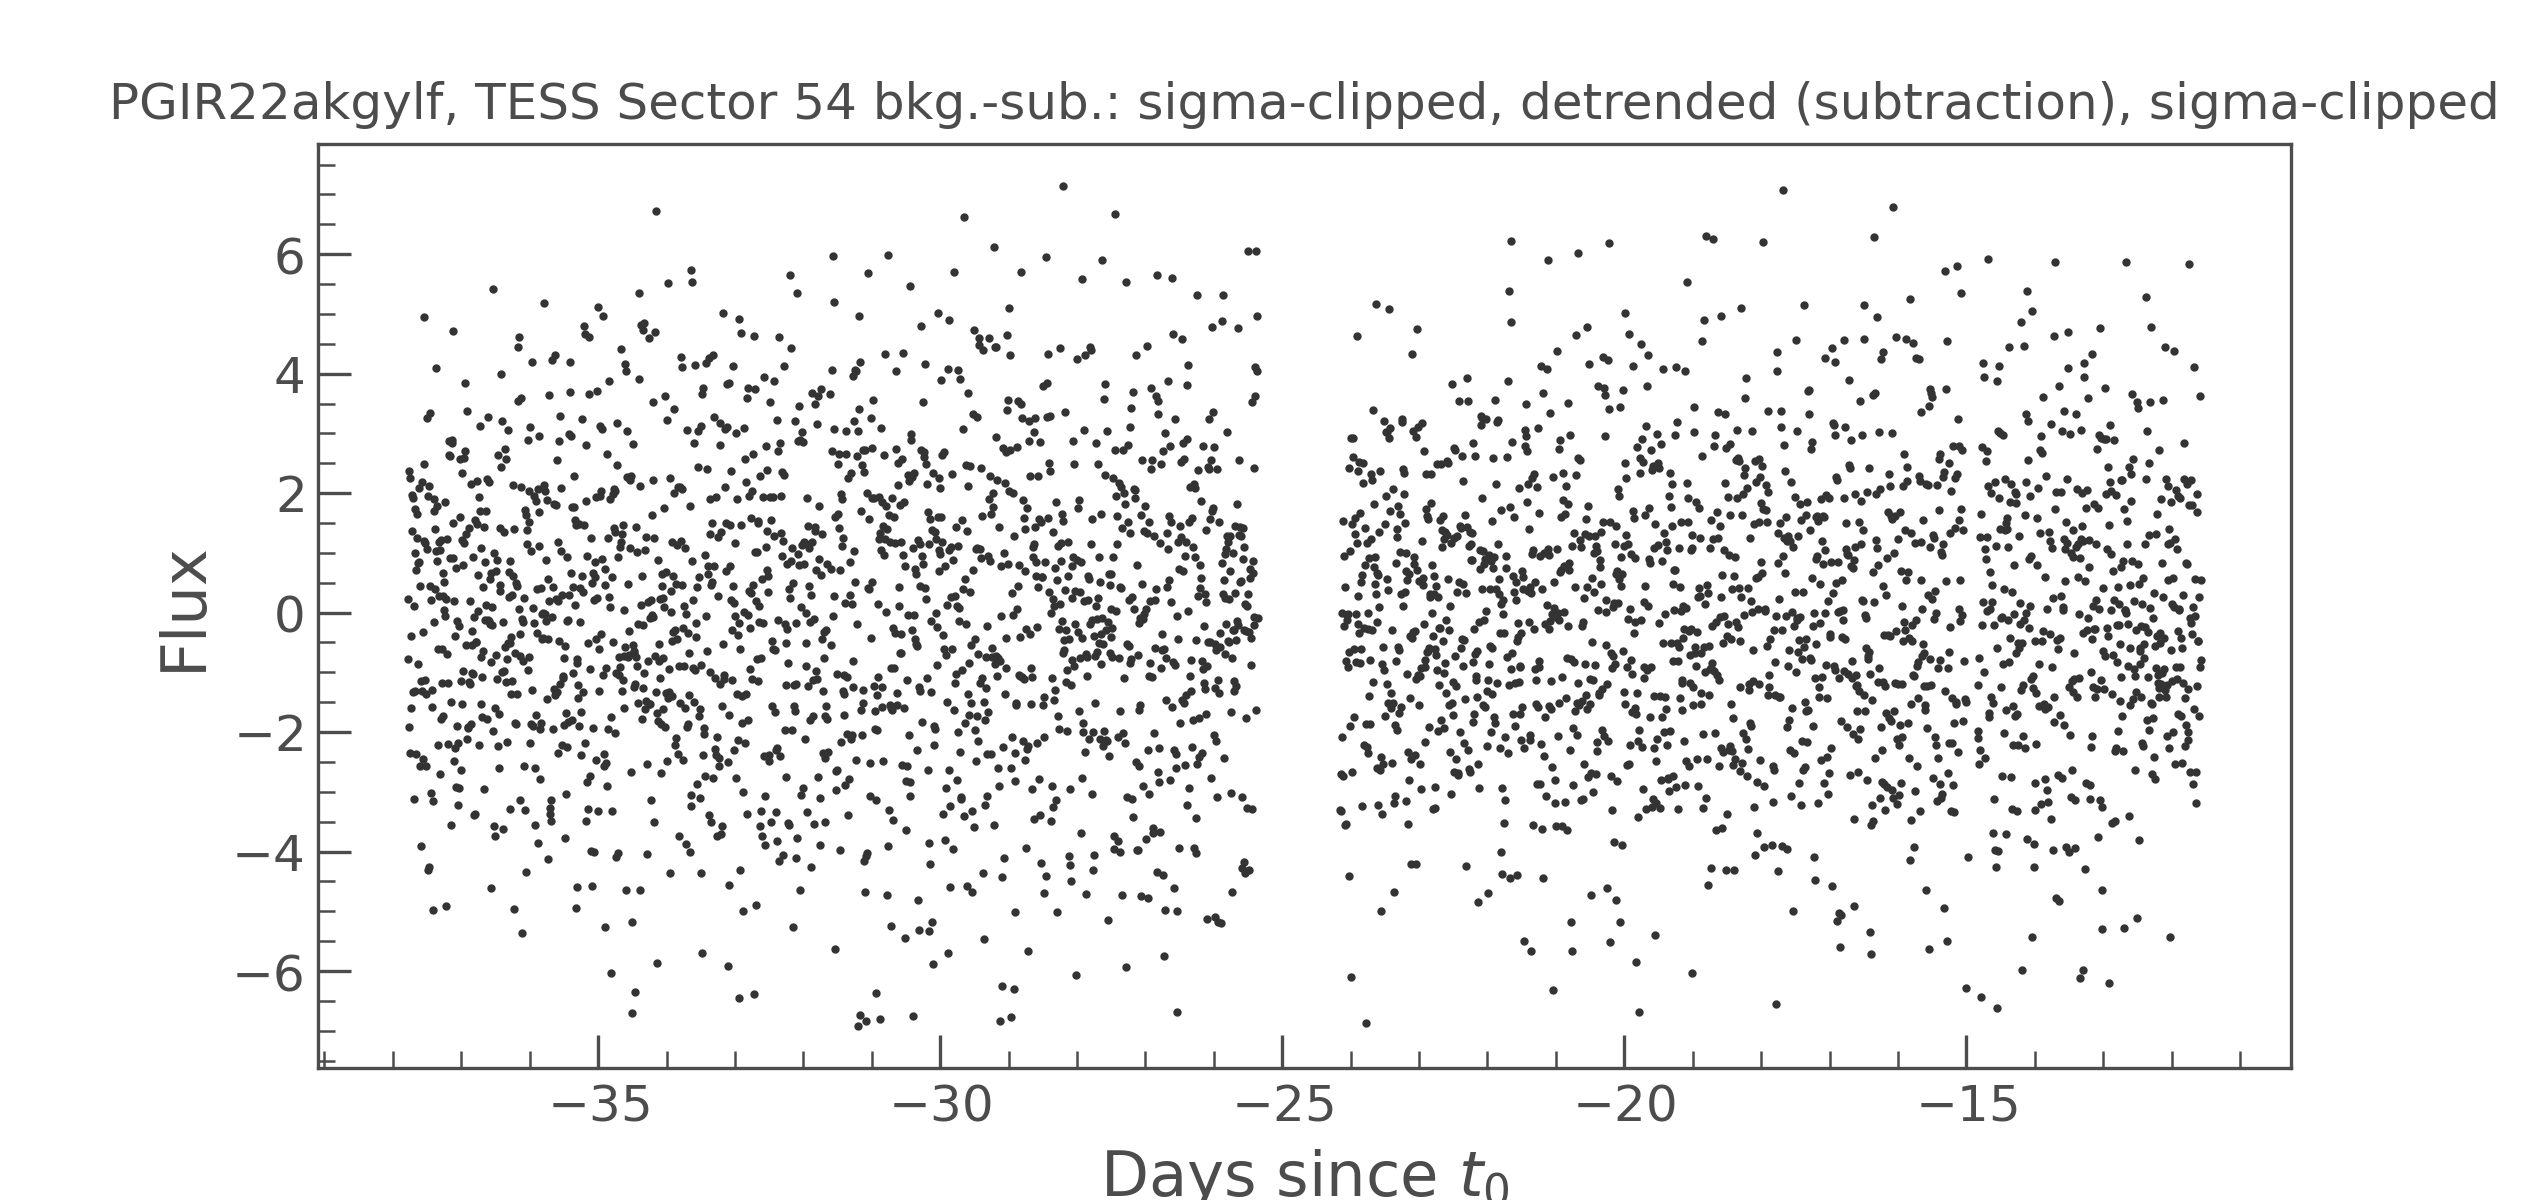 PGIR22akgylf, TESS Sector 54 bkg.-sub.: sigma-clipped, detrended (subtraction), sigma-clipped
Flux
6
4
2
0
−2
−4
−6
−35 −30 −25 −20 −15
Days since t₀